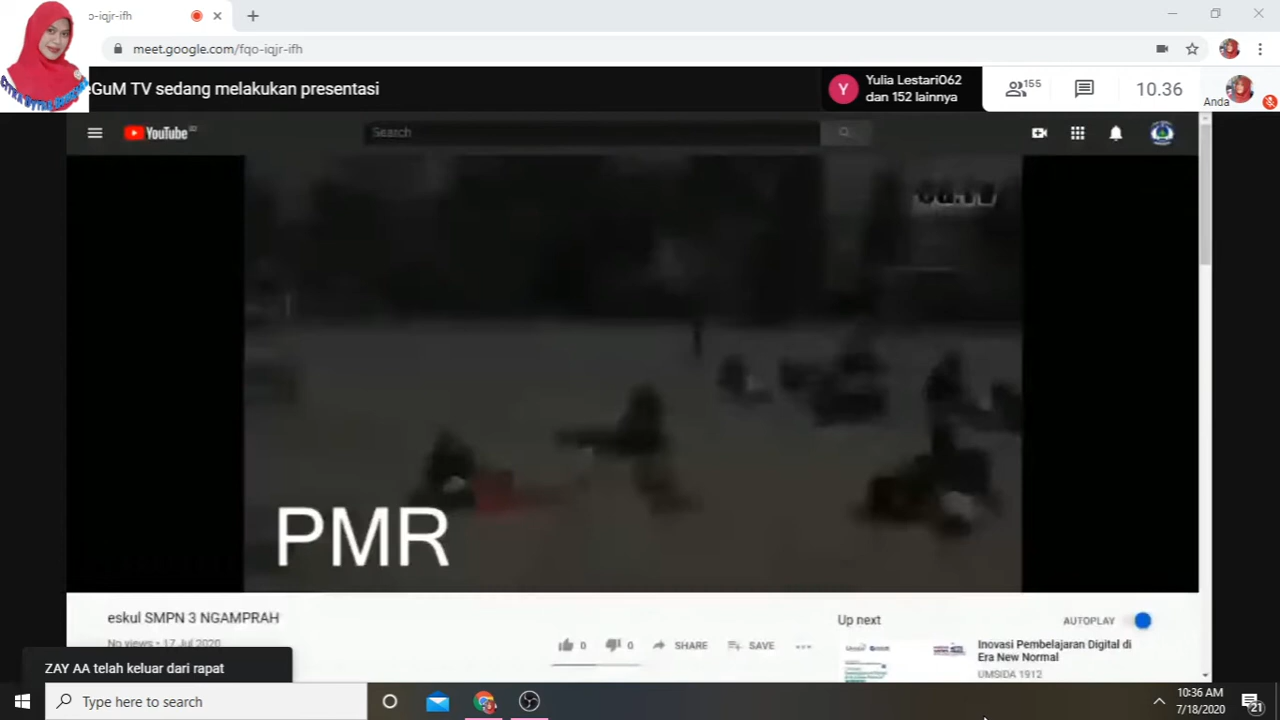 o-iqjr-ifh
meet.google.com/fqo-iqjr-ifh
CITRA
GuM TV sedang melakukan presentasi
Yulia Lestari062
dan 152 lainnya
155
10.36
Anda
YouTube
Search
PMR
eskul SMPN 3 NGAMPRAH
No views • 17 Jul 2020
0
0
SHARE
SAVE
Up next
AUTOPLAY
Inovasi Pembelajaran Digital di
Era New Normal
UMSIDA 1912
ZAY AA telah keluar dari rapat
Type here to search
10:36 AM
7/18/2020
21